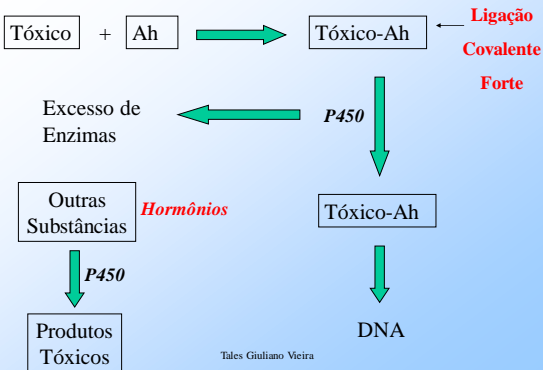 Tóxico + Ah
Tóxico-Ah
Ligação
Covalente
Forte
Excesso de
Enzimas
P450
Outras
Substâncias
Hormônios
Tóxico-Ah
P450
Produtos
Tóxicos
DNA
Tales Giuliano Vieira